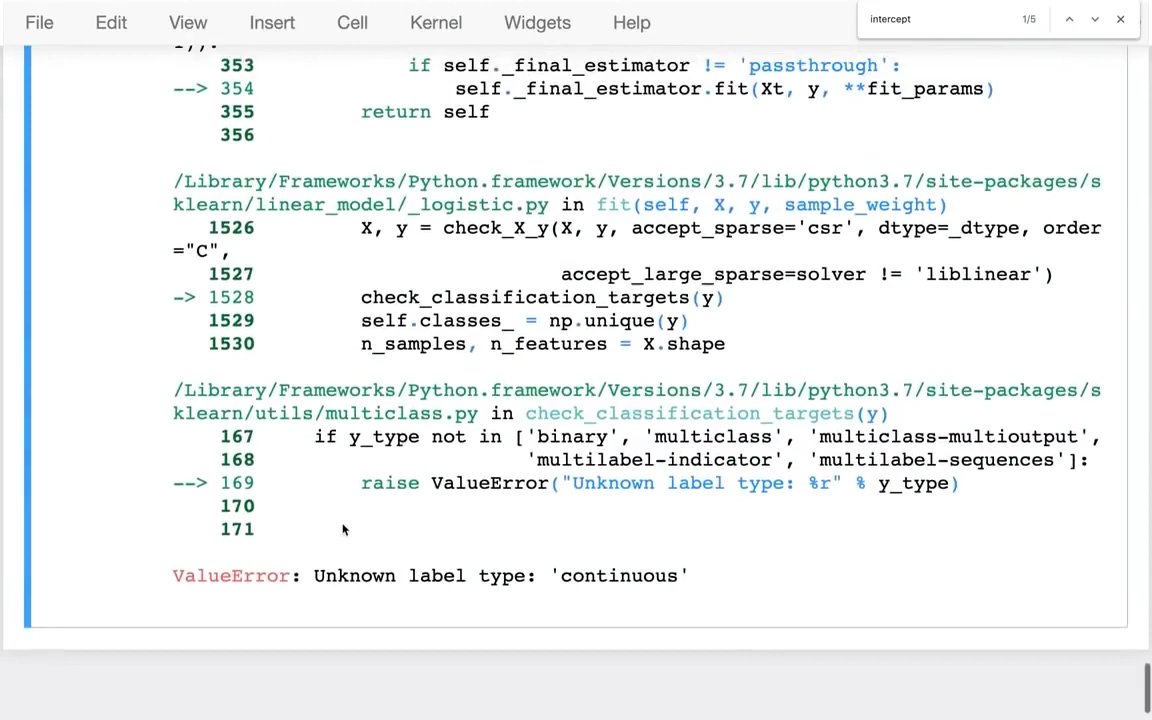 File Edit View Insert Cell Kernel Widgets Help
intercept 1/5
353 if self._final_estimator != 'passthrough':
--> 354 self._final_estimator.fit(Xt, y, **fit_params)
355 return self
356
/Library/Frameworks/Python.framework/Versions/3.7/lib/python3.7/site-packages/s
klearn/linear_model/_logistic.py in fit(self, X, y, sample_weight)
1526 X, y = check_X_y(X, y, accept_sparse='csr', dtype=_dtype, order
="C",
1527 accept_large_sparse=solver != 'liblinear')
-> 1528 check_classification_targets(y)
1529 self.classes_ = np.unique(y)
1530 n_samples, n_features = X.shape
/Library/Frameworks/Python.framework/Versions/3.7/lib/python3.7/site-packages/s
klearn/utils/multiclass.py in check_classification_targets(y)
167 if y_type not in ['binary', 'multiclass', 'multiclass-multioutput',
168 'multilabel-indicator', 'multilabel-sequences']:
--> 169 raise ValueError("Unknown label type: %r" % y_type)
170
171
ValueError: Unknown label type: 'continuous'